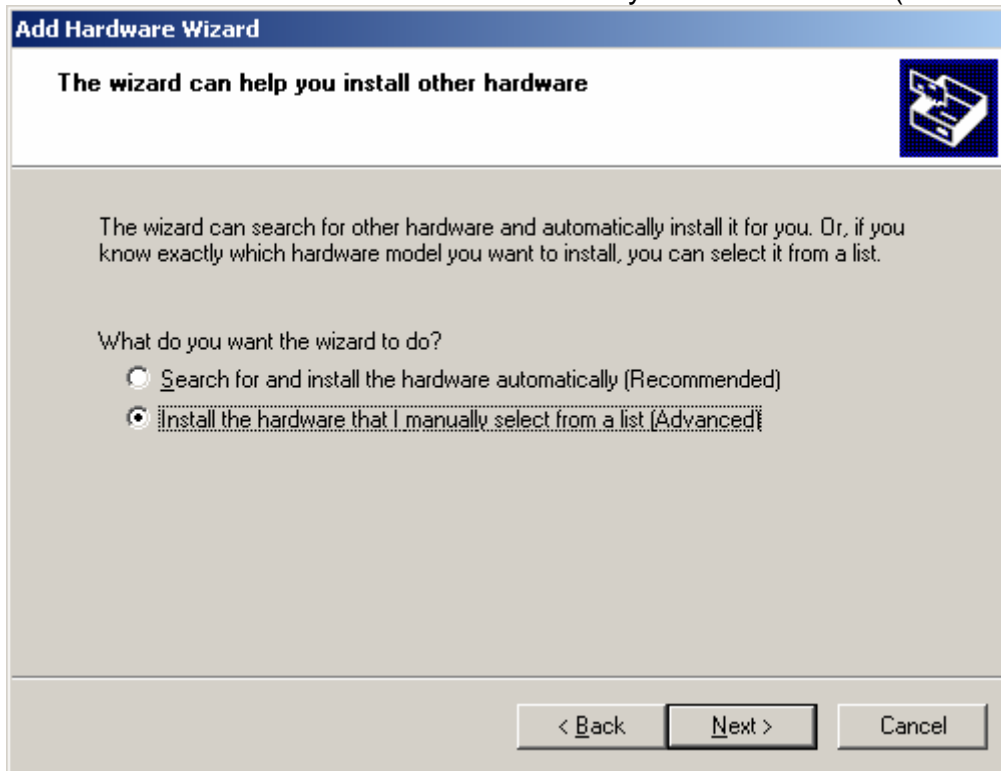 Add Hardware Wizard
The wizard can help you install other hardware
The wizard can search for other hardware and automatically install it for you. Or, if you
know exactly which hardware model you want to install, you can select it from a list.
What do you want the wizard to do?
Search for and install the hardware automatically (Recommended)
Install the hardware that I manually select from a list (Advanced)
< Back
Next >
Cancel